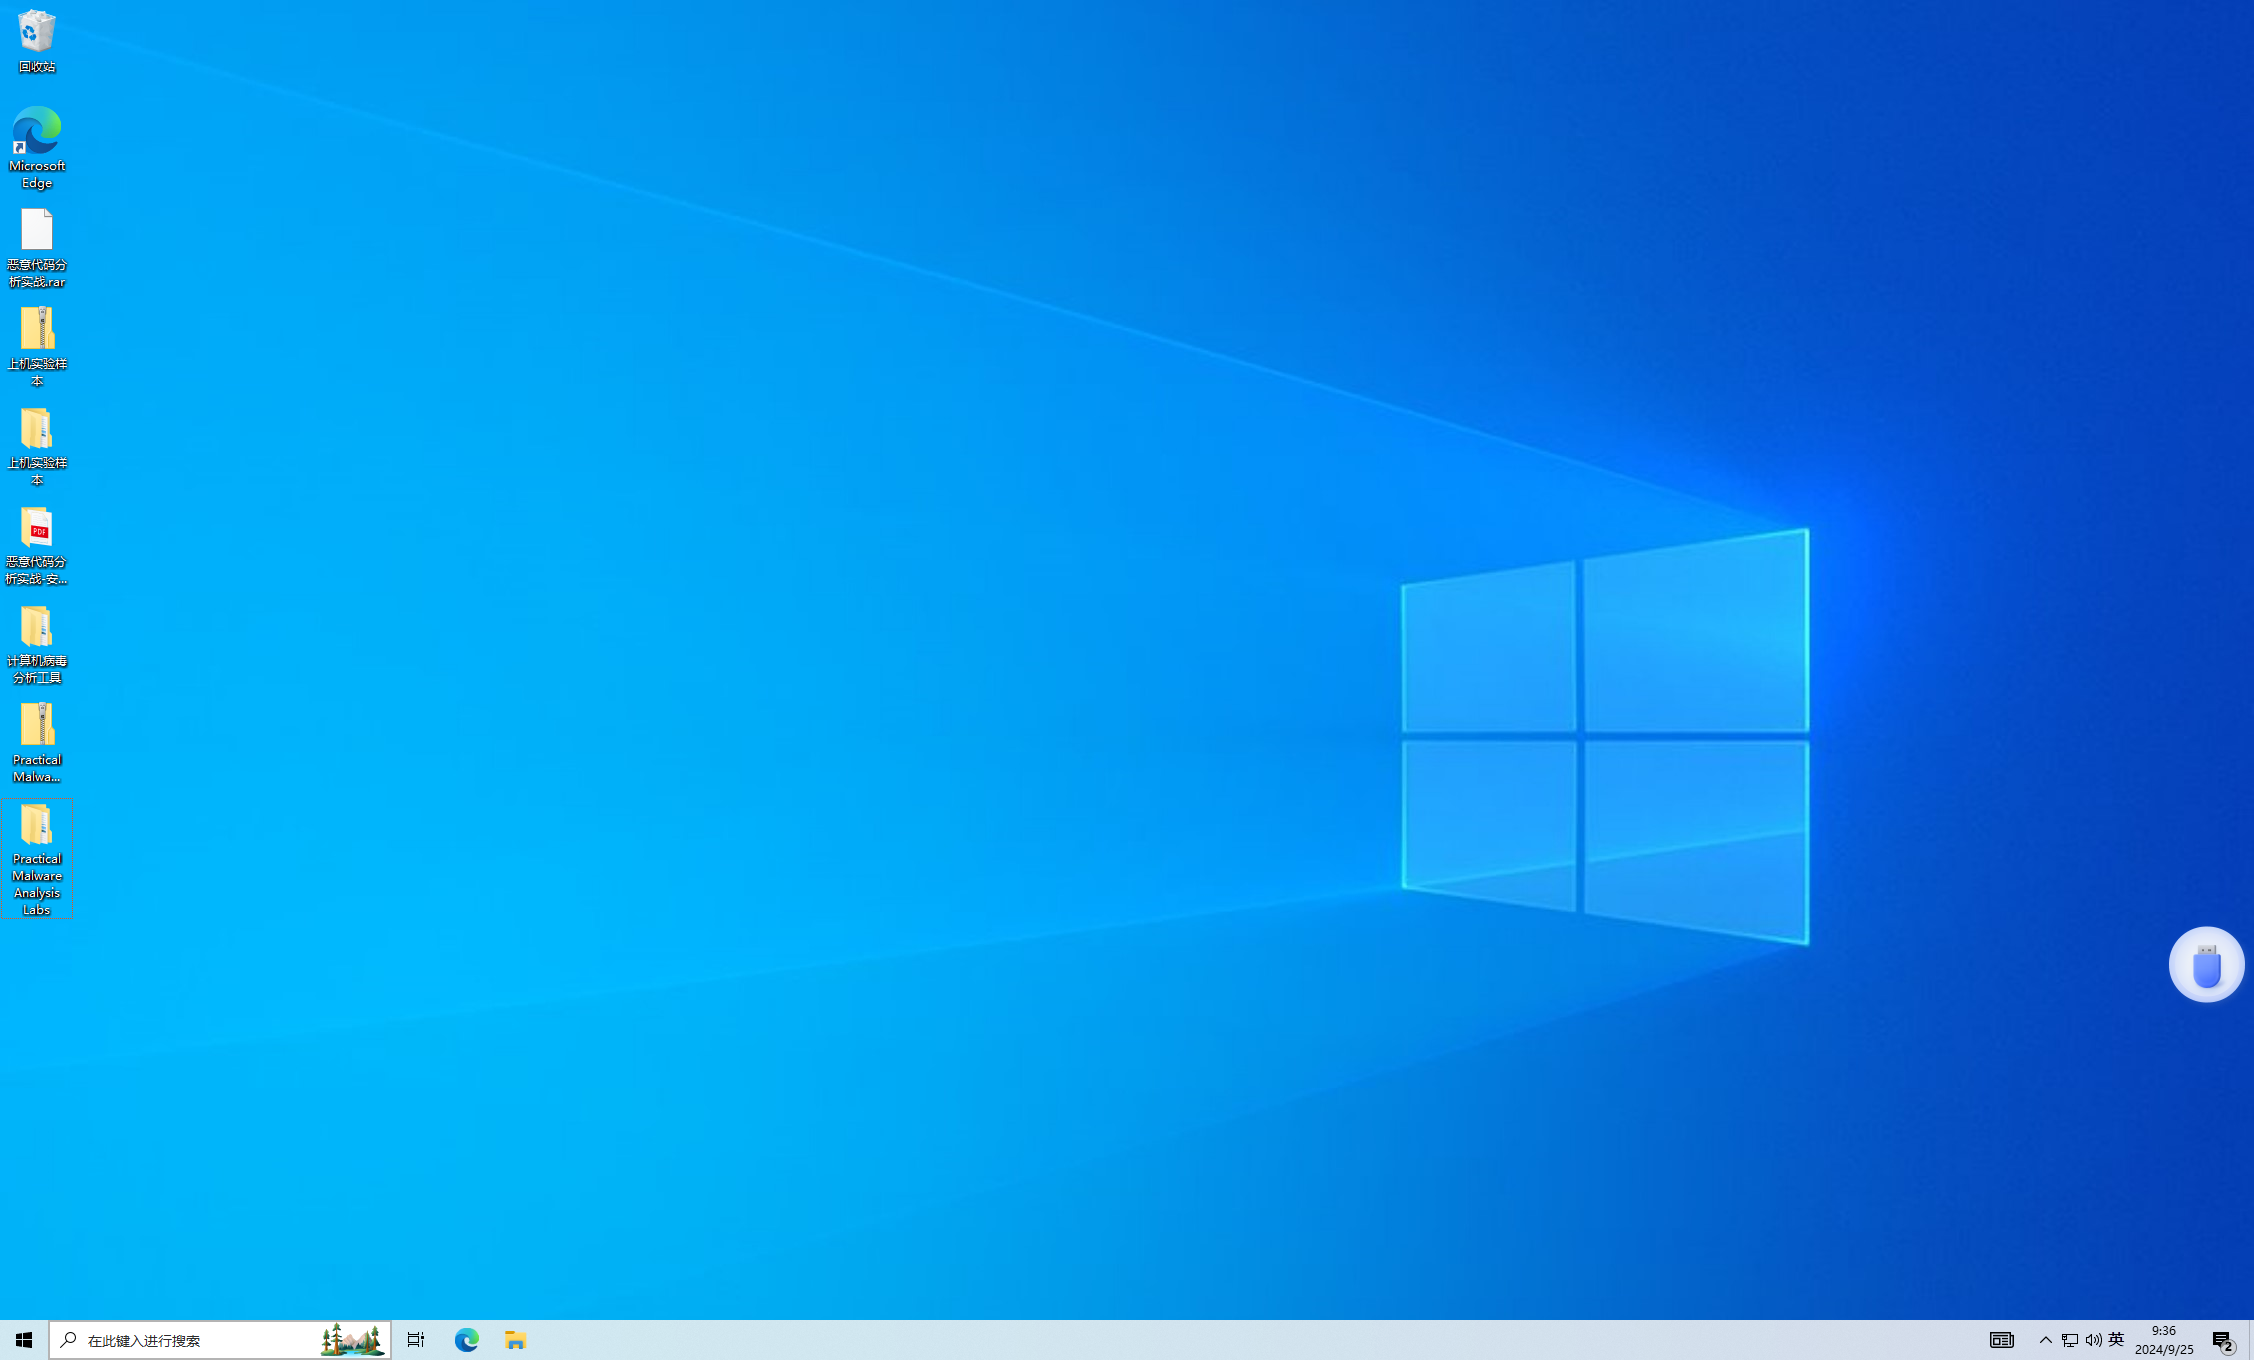 回收站
Microsoft
Edge
恶意代码分
析实战.rar
上机实验样
本
上机实验样
本
恶意代码分
析实战-安...
计算机病毒
分析工具
Practical
Malwa...
Practical
Malware
Analysis
Labs
PDF
在此键入进行搜索
英
9:36
2024/9/25
2